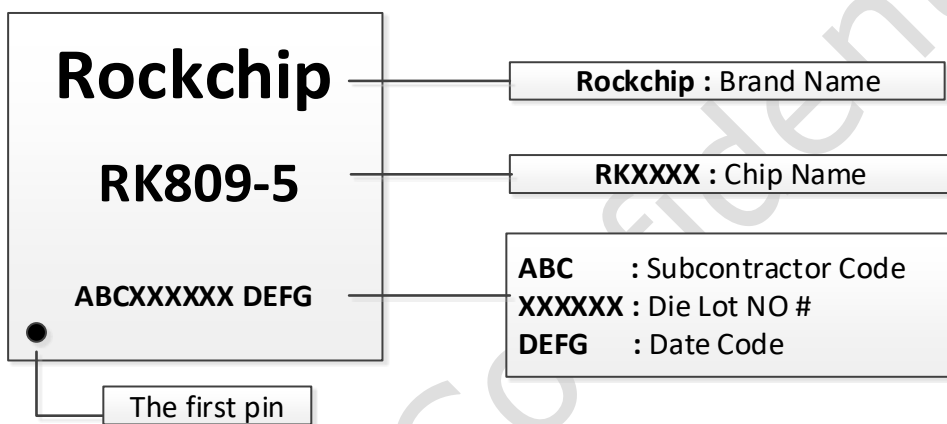 Rockchip
RK809-5
ABCXXXXXX DEFG
The first pin
Rockchip : Brand Name
RKXXXX : Chip Name
ABC : Subcontractor Code
XXXXXX : Die Lot NO #
DEFG : Date Code